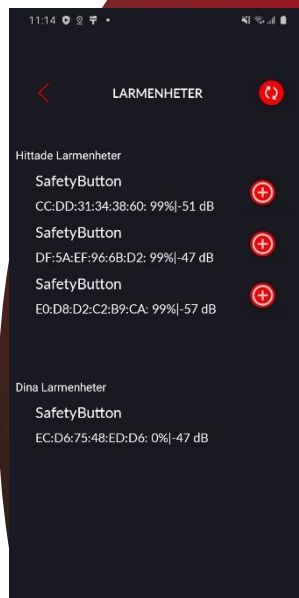 11:14
LARMENHETER
Hittade Larmenheter
SafetyButton
CC:DD:31:34:38:60: 99%|-51 dB
SafetyButton
DF:5A:EF:96:6B:D2: 99%|-47 dB
SafetyButton
E0:D8:D2:C2:B9:CA: 99%|-57 dB
Dina Larmenheter
SafetyButton
EC:D6:75:48:ED:D6: 0%|-47 dB